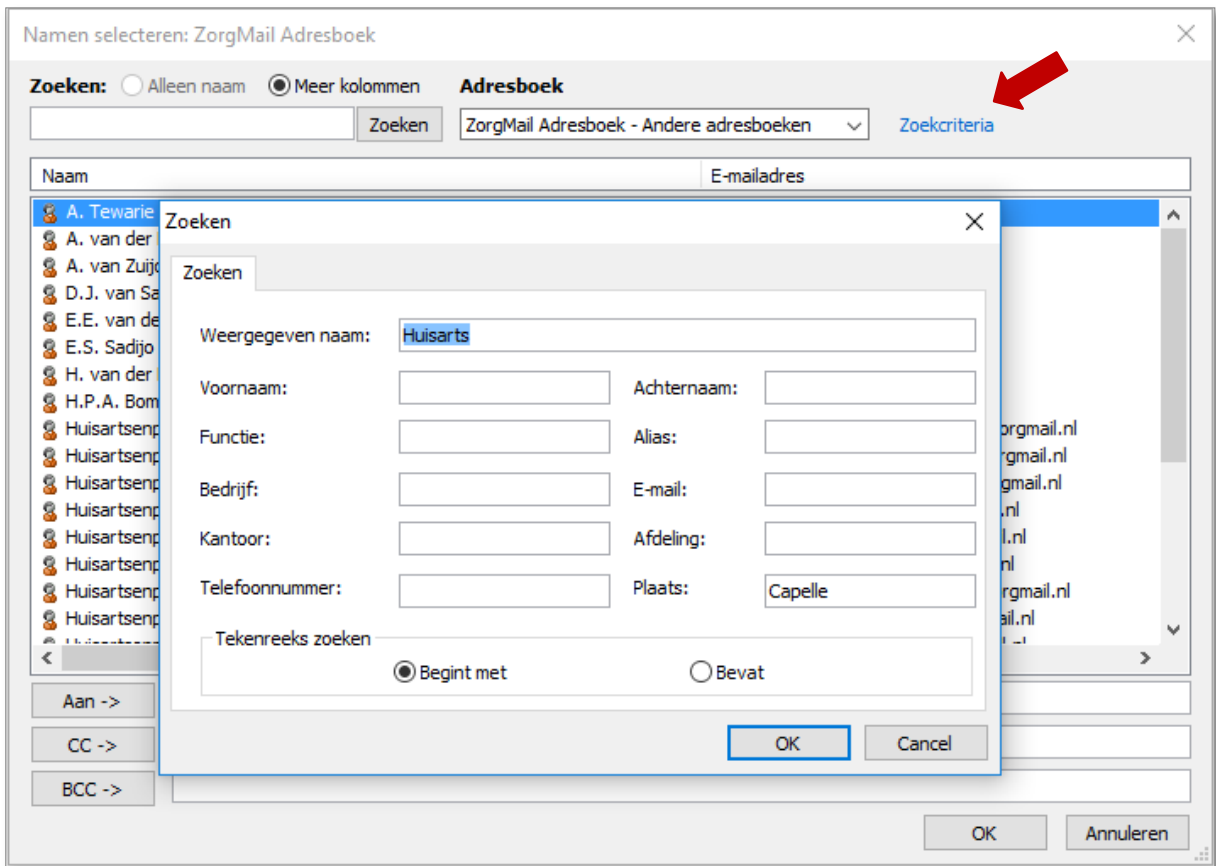 Namen selecteren: ZorgMail Adresboek
Zoeken: Alleen naam Meer kolommen Adresboek
Zoeken ZorgMail Adresboek - Andere adresboeken Zoekcriteria
Naam E-mailadres
A. Tewarie
A. van der
A. van Zuijd
D.J. van Sa
E.E. van de
E.S. Sadijo
H. van der
H.P.A. Bom
Huisartsenp orgmail.nl
Huisartsenp rgmail.nl
Huisartsenp gmail.nl
Huisartsenp .nl
Huisartsenp l.nl
Huisartsenp nl
Huisartsenp rgmail.nl
Huisartsenp ail.nl
Zoeken
Zoeken
Weergegeven naam: Huisarts
Voornaam: Achternaam:
Functie: Alias:
Bedrijf: E-mail:
Kantoor: Afdeling:
Telefoonnummer: Plaats: Capelle
Tekenreeks zoeken
Begint met Bevat
OK Cancel
Aan ->
CC ->
BCC ->
OK Annuleren